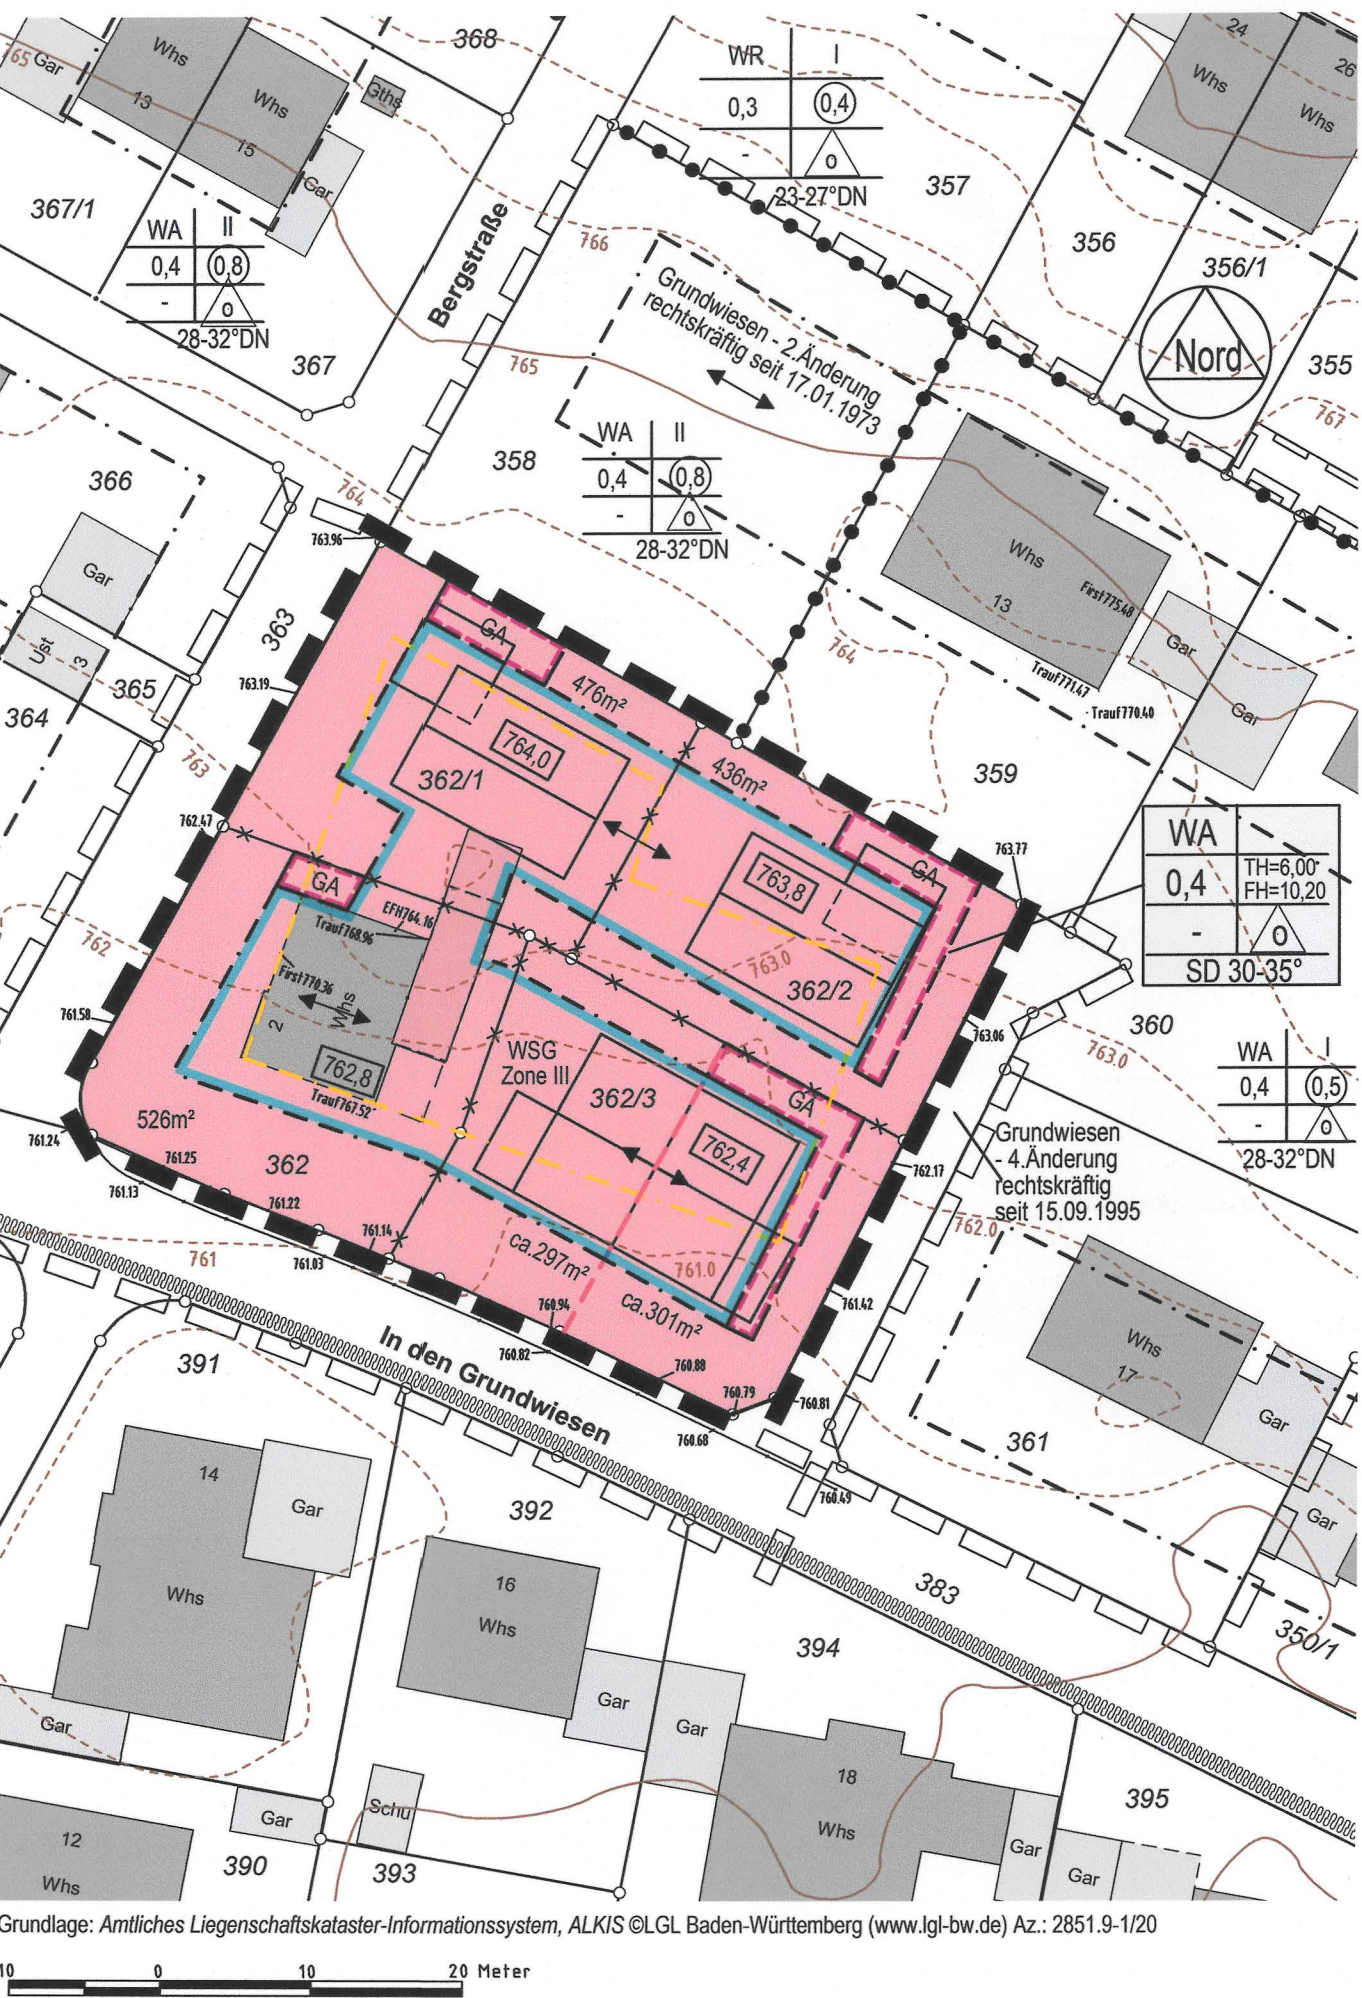 368
WR I
0,3 0,4
- o
23-27°DN
24
26
Whs
Whs
765
Gar
Whs
13
Whs
15
Gths
Gar
367/1
WA II
0,4 0,8
- o
28-32°DN
367
Bergstraße
357
356
356/1
355
Nord
766
765
764
767
Grundwiesen - 2.Änderung
rechtskräftig seit 17.01.1973
358
WA II
0,4 0,8
- o
28-32°DN
366
Gar
Ust
3
365
364
363
763
762
763.96
763.19
762.47
761.58
761.24
Whs
13
First775.48
Trauf771.47
Trauf770.40
Gar
Gar
764
359
GA
476m²
764,0
362/1
436m²
763,8
GA
362/2
763.0
763.77
WA
0,4
TH=6,00
FH=10,20
- o
SD 30-35°
GA
EFH764.16
Trauf768.96
First770.36
Whs
2
762,8
Trauf767.52
WSG
Zone III
362/3
GA
762,4
763.06
360
763.0
WA I
0,4 0,5
- o
28-32°DN
Grundwiesen
- 4.Änderung
rechtskräftig
seit 15.09.1995
762.17
762.0
526m²
362
761.25
761.13
761.22
761.14
761.03
ca.297m²
761.0
ca.301m²
761.42
760.94
760.82
760.88
760.79
760.81
760.68
760.49
761
In den Grundwiesen
Whs
17
Gar
Gar
361
391
14
Gar
Whs
Gar
392
16
Whs
Gar
Gar
383
394
350/1
18
Whs
Gar
Gar
395
12
Whs
Gar
Schu
390
393
Grundlage: Amtliches Liegenschaftskataster-Informationssystem, ALKIS ©LGL Baden-Württemberg (www.lgl-bw.de) Az.: 2851.9-1/20
10 0 10 20 Meter